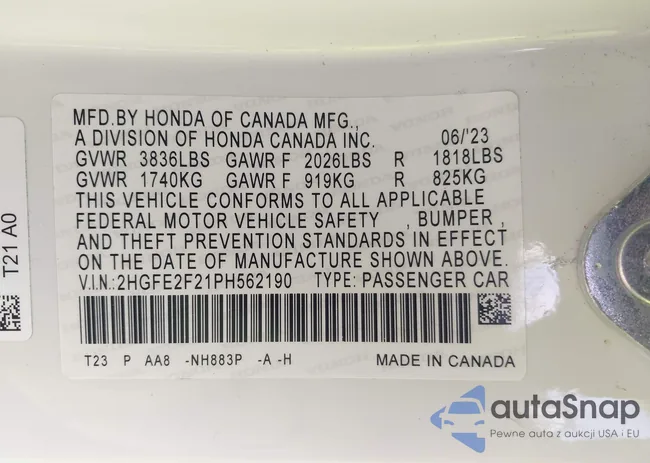 MFD.BY HONDA OF CANADA MFG.,
A DIVISION OF HONDA CANADA INC. 06/'23
GVWR 3836LBS GAWR F 2026LBS R 1818LBS
GVWR 1740KG GAWR F 919KG R 825KG
THIS VEHICLE CONFORMS TO ALL APPLICABLE
FEDERAL MOTOR VEHICLE SAFETY , BUMPER ,
AND THEFT PREVENTION STANDARDS IN EFFECT
ON THE DATE OF MANUFACTURE SHOWN ABOVE.
V.I.N.:2HGFE2F21PH562190 TYPE: PASSENGER CAR
T23 P AA8 -NH883P -A -H MADE IN CANADA
T21 A0
autaSnap
Pewne auta z aukcji USA i EU